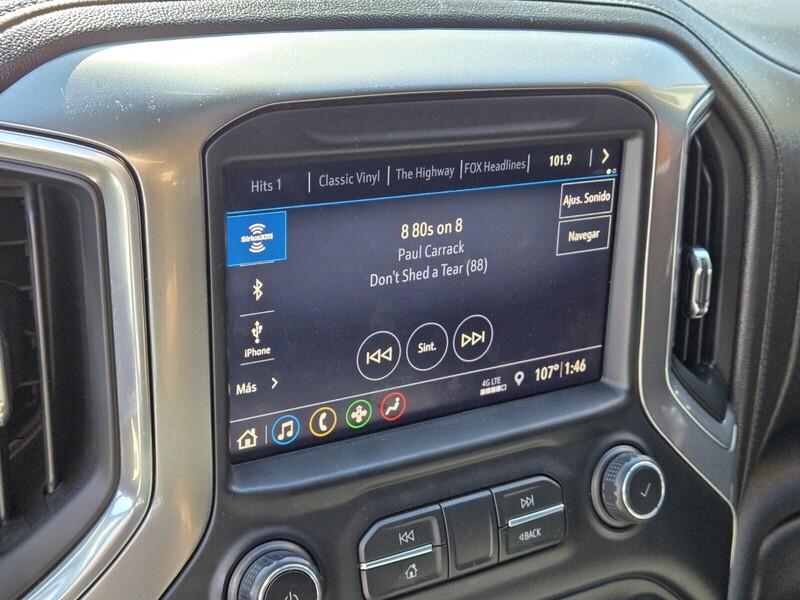 Hits 1
Classic Vinyl
The Highway
FOX Headlines
101.9
SiriusXM
8 80s on 8
Paul Carrack
Don't Shed a Tear (88)
Ajus. Sonido
Navegar
iPhone
Sint.
Más
4G LTE
107° 1:46
BACK